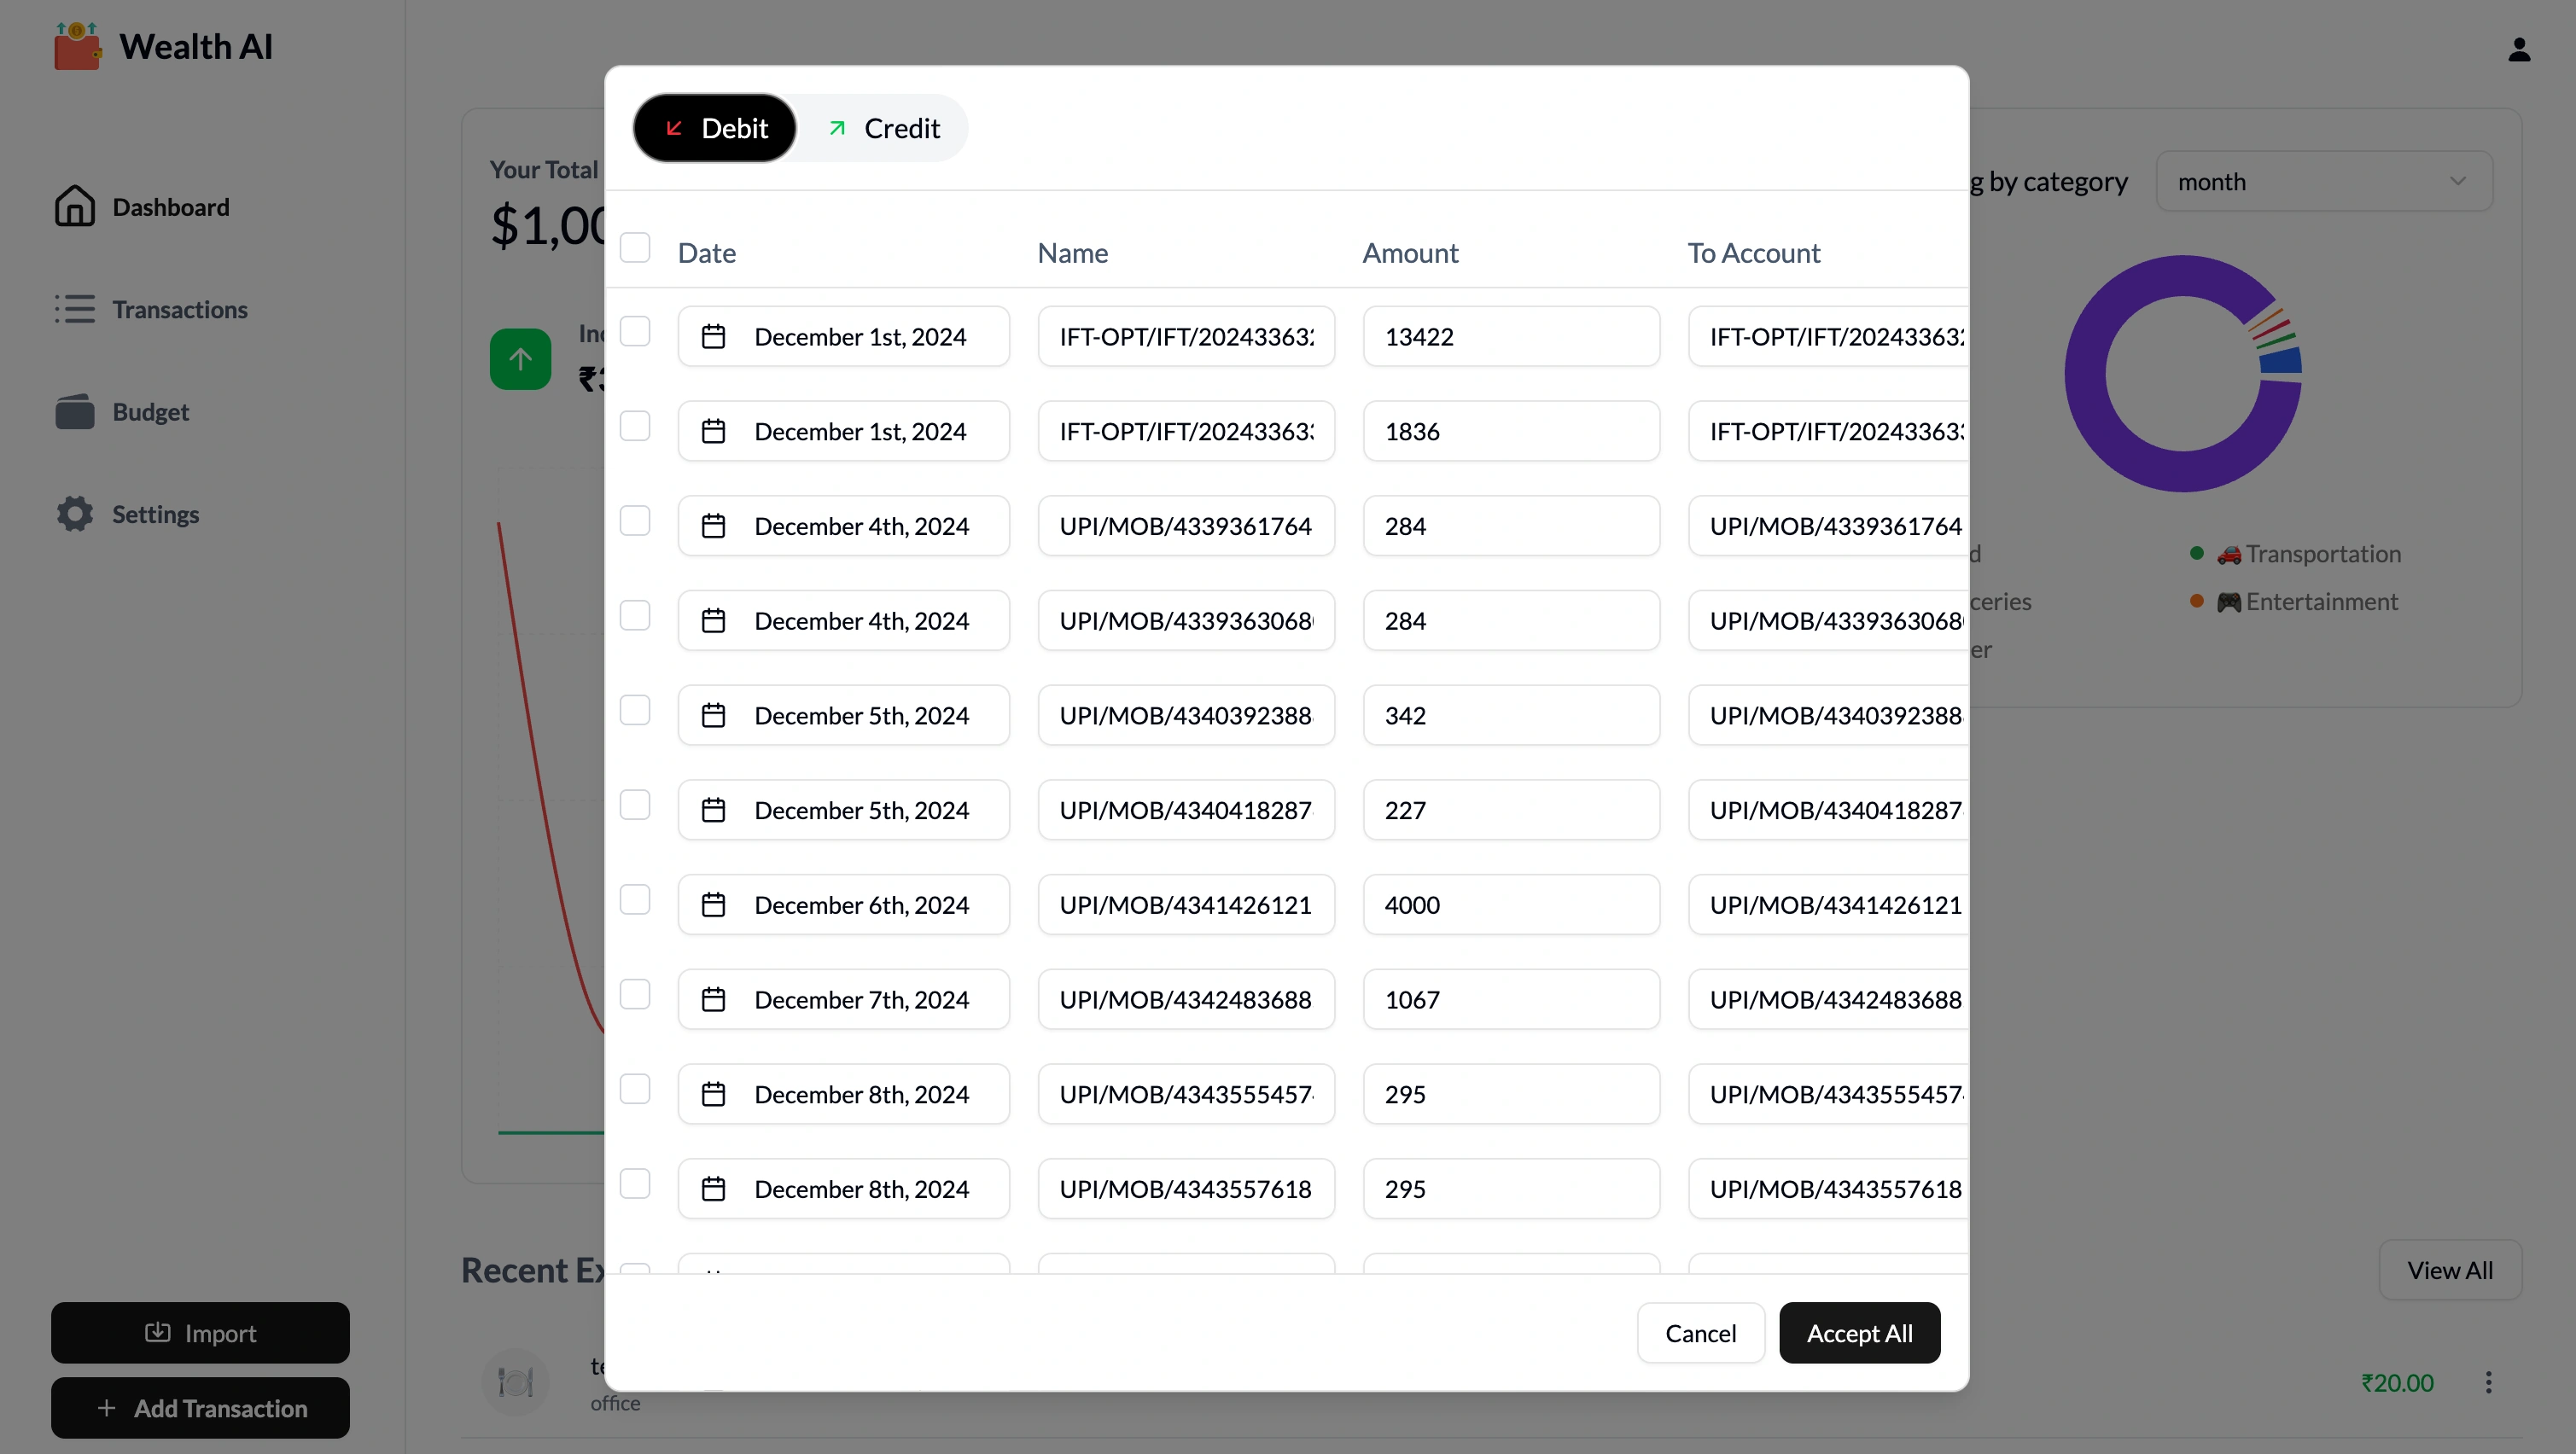 Wealth AI
Dashboard
Transactions
Budget
Settings
Import
Add Transaction
Your Total
$1,00
₹3
Recent Ex
office
Debit
Credit
Date Name Amount To Account
December 1st, 2024 IFT-OPT/IFT/202433632 13422 IFT-OPT/IFT/202433632
December 1st, 2024 IFT-OPT/IFT/202433633 1836 IFT-OPT/IFT/202433633
December 4th, 2024 UPI/MOB/4339361764 284 UPI/MOB/4339361764
December 4th, 2024 UPI/MOB/4339363068 284 UPI/MOB/4339363068
December 5th, 2024 UPI/MOB/4340392388 342 UPI/MOB/4340392388
December 5th, 2024 UPI/MOB/4340418287 227 UPI/MOB/4340418287
December 6th, 2024 UPI/MOB/4341426121 4000 UPI/MOB/4341426121
December 7th, 2024 UPI/MOB/4342483688 1067 UPI/MOB/4342483688
December 8th, 2024 UPI/MOB/4343555457 295 UPI/MOB/4343555457
December 8th, 2024 UPI/MOB/4343557618 295 UPI/MOB/4343557618
Cancel
Accept All
g by category
month
Transportation
ceries
Entertainment
er
View All
₹20.00